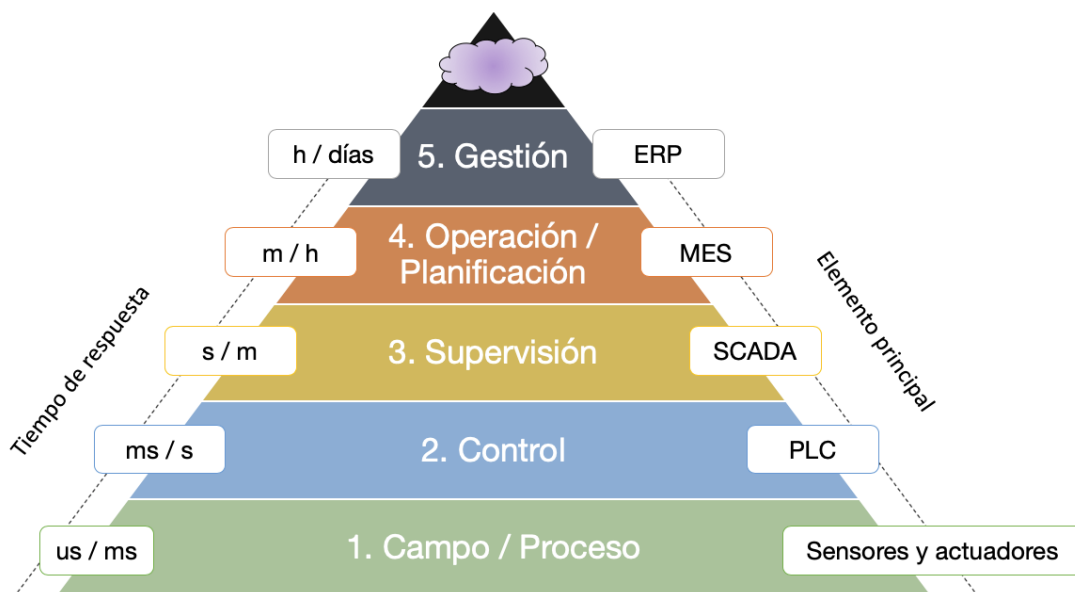 h / días
5. Gestión
ERP
m / h
4. Operación /
Planificación
MES
s / m
3. Supervisión
SCADA
ms / s
2. Control
PLC
us / ms
1. Campo / Proceso
Sensores y actuadores
Tiempo de respuesta
Elemento principal